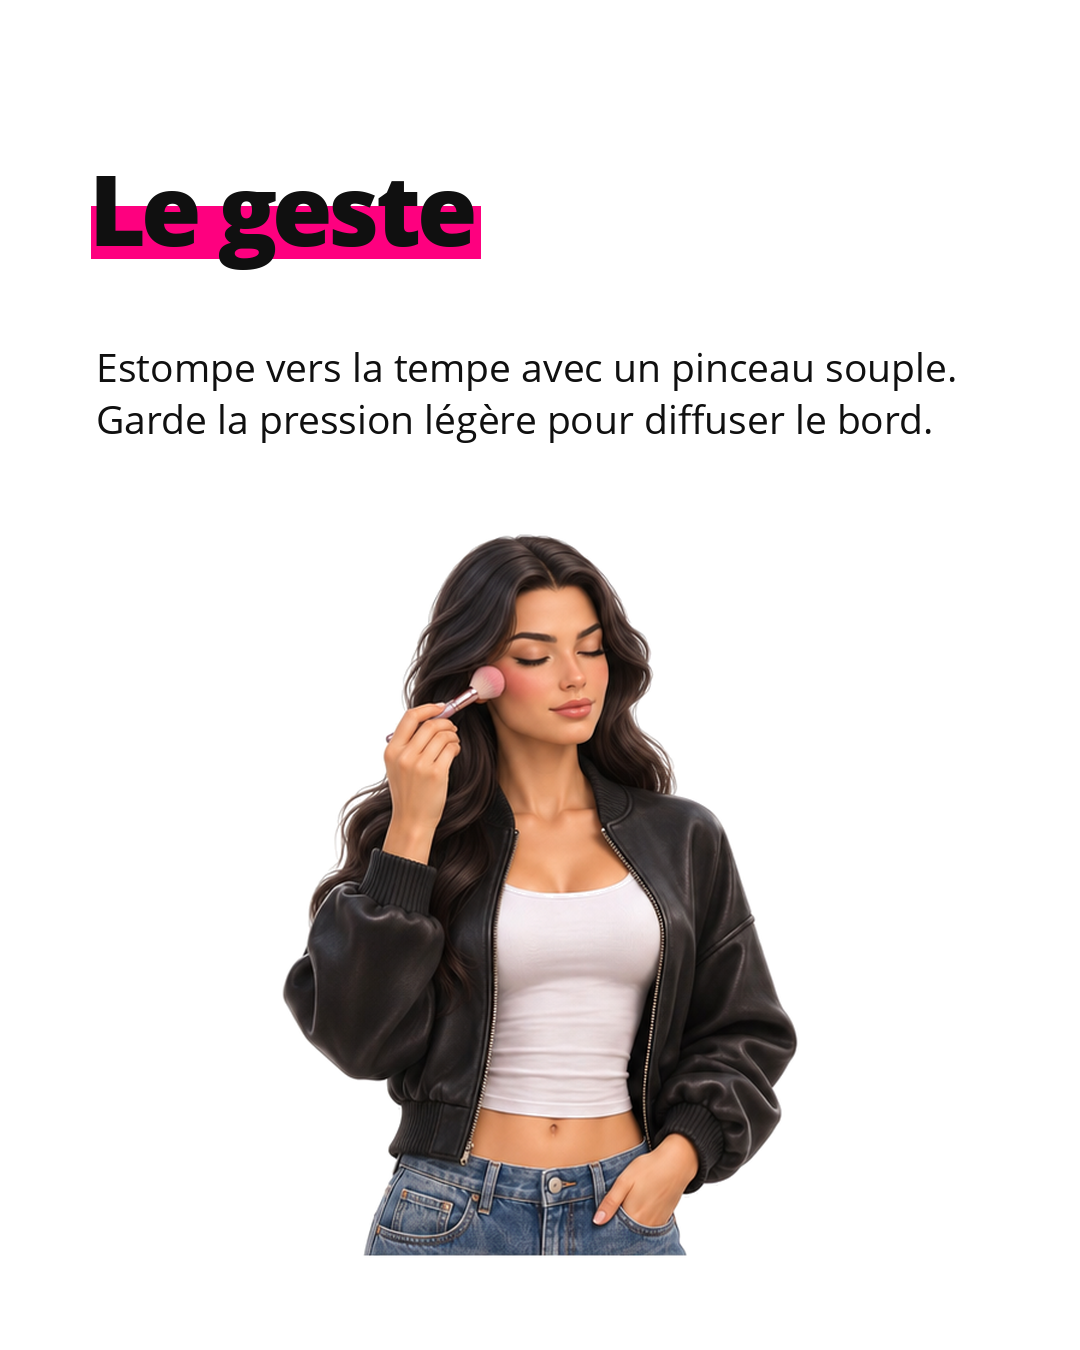 Le geste
Estompe vers la tempe avec un pinceau souple.
Garde la pression légère pour diffuser le bord.